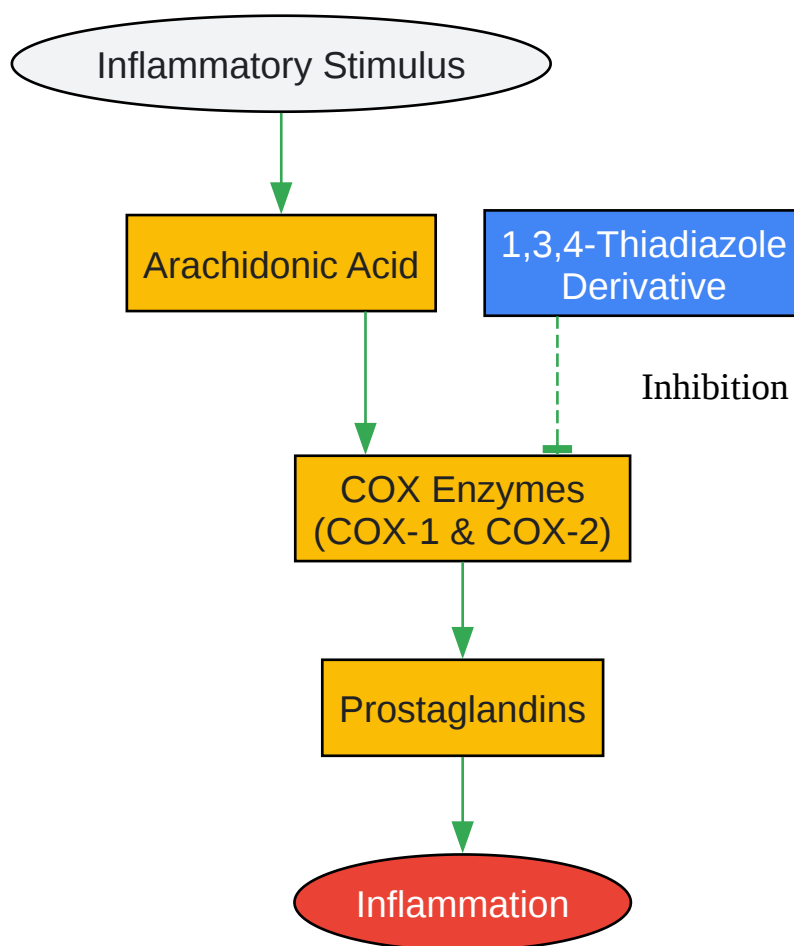 Inflammatory Stimulus
Arachidonic Acid
1,3,4-Thiadiazole
Derivative
Inhibition
COX Enzymes
(COX-1 & COX-2)
Prostaglandins
Inflammation